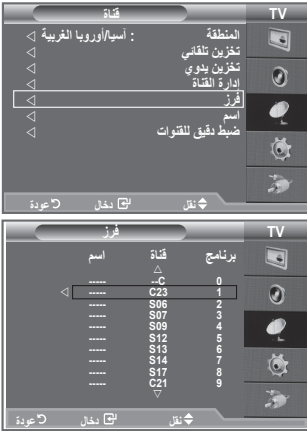 TV
قناة
المنطقة : آسيا/أوروبا الغربية
تخزين تلقائي
تخزين يدوي
ادارة القناة
فرز
اسم
ضبط دقيق للقنوات
نقل دخال عودة
TV
فرز
برنامج قناة اسم
0 C-- -----
1 C23 -----
2 S06 -----
3 S07 -----
4 S09 -----
5 S12 -----
6 S13 -----
7 S14 -----
8 S17 -----
9 C21 -----
نقل دخال عودة